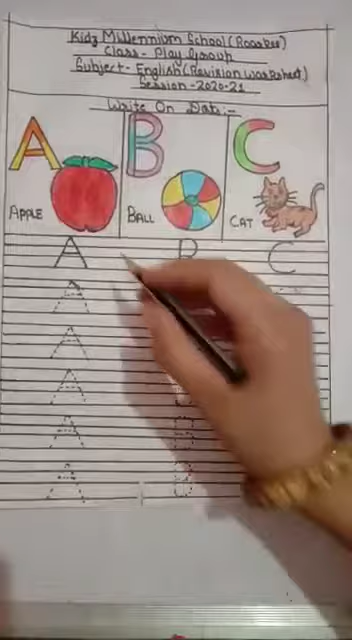 Kidz Millennium School (Roorkee)
Class - Play Group
Subject - English (Revision Worksheet)
Session - 2020-21
Write On Dots:-
A B C
APPLE BALL CAT
A B C
A
A
A
A B
A B